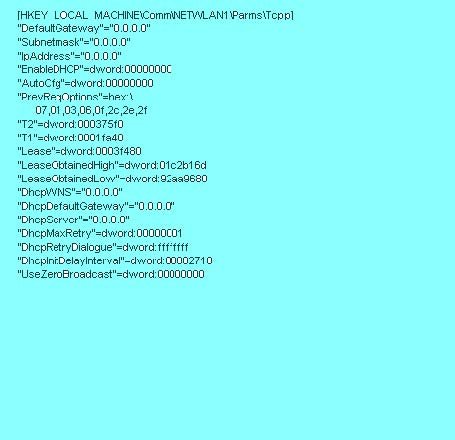 [HKEY_LOCAL_MACHINE\Comm\NETWLAN1\Parms\Tcpp]
"DefaultGateway"="0.0.0.0"
"Subnetmask"="0.0.0.0"
"IpAddress"="0.0.0.0"
"EnableDHCP"=dword:00000000
"AutoCfg"=dword:00000000
"PrevReqOptions"=hex:\
07,01,03,06,0f,2c,2e,2f
"T2"=dword:000375f0
"T1"=dword:0001fa40
"Lease"=dword:0003f480
"LeaseObtainedHigh"=dword:01c2b16d
"LeaseObtainedLow"=dword:92aa9680
"DhcpWNS"="0.0.0.0"
"DhcpDefaultGateway"="0.0.0.0"
"DhcpServer"="0.0.0.0"
"DhcpMaxRetry"=dword:00000001
"DhcpRetryDialogue"=dword:ffffffff
"DhcpInitDelayInterval"=dword:00002710
"UseZeroBroadcast"=dword:00000000